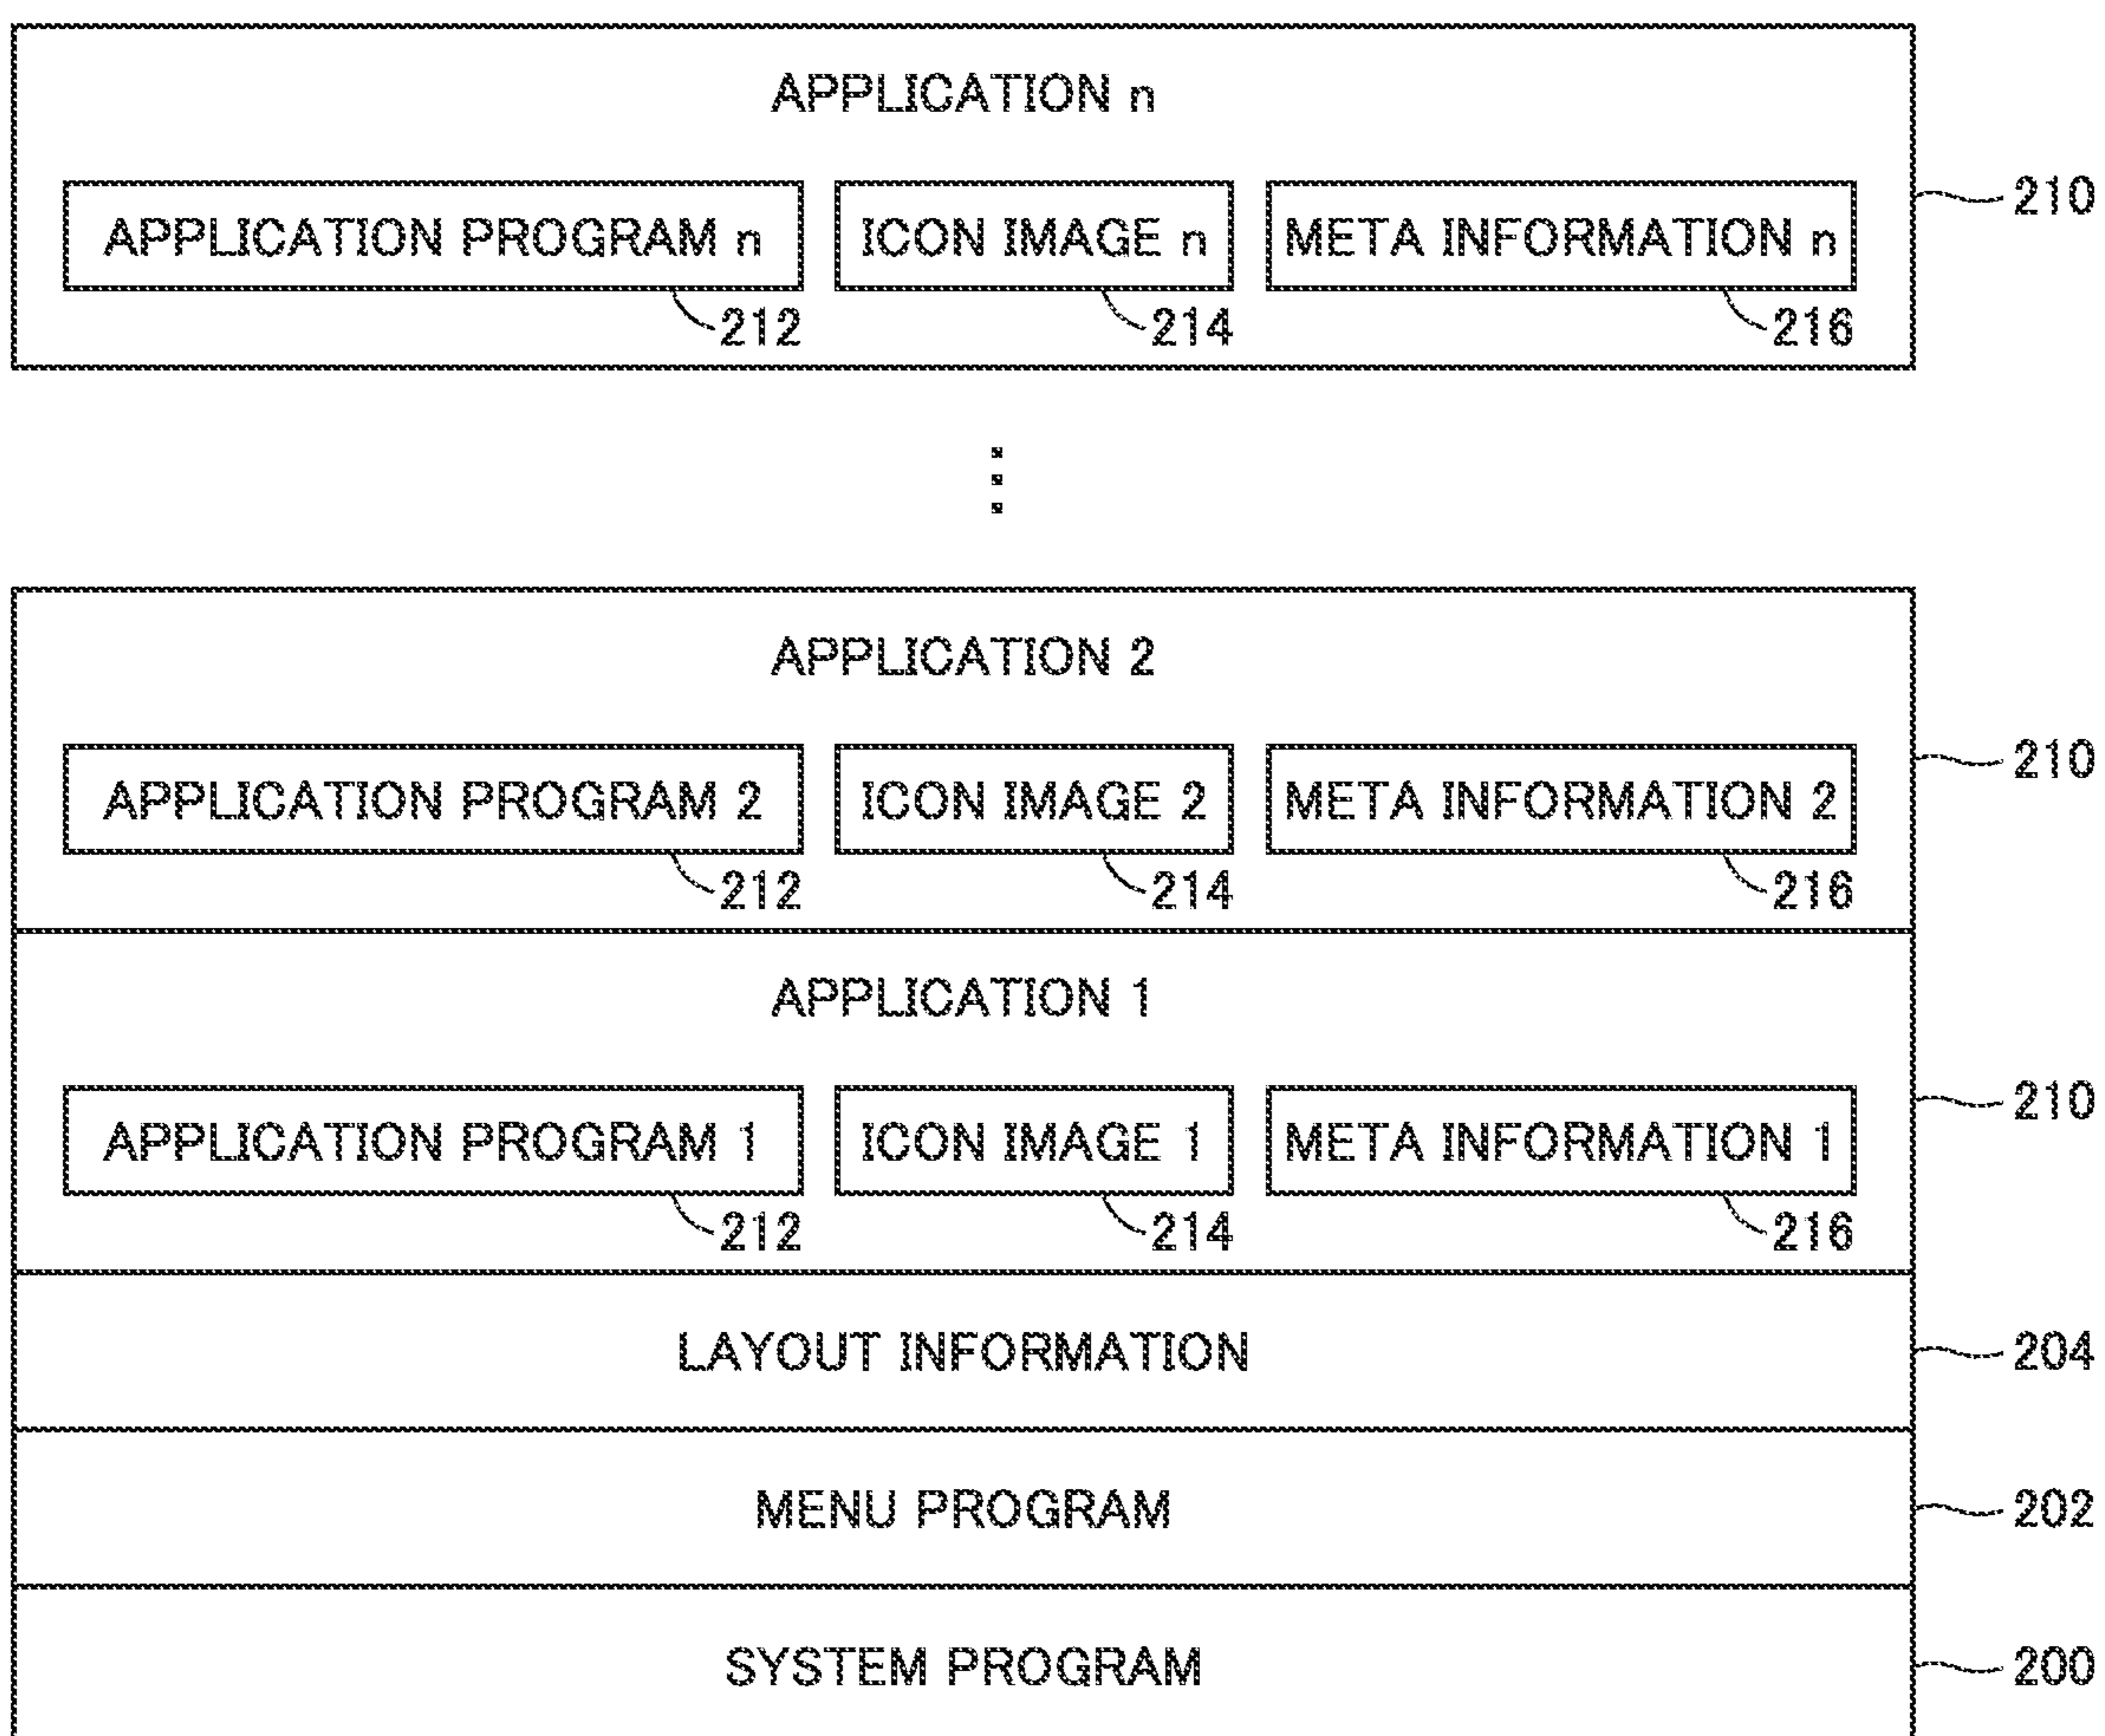 APPLICATION n
210
APPLICATION PROGRAM n ICON IMAGE n META INFORMATION n
212 214 216
APPLICATION 2
210
APPLICATION PROGRAM 2 ICON IMAGE 2 META INFORMATION 2
212 214 216
APPLICATION 1
210
APPLICATION PROGRAM 1 ICON IMAGE 1 META INFORMATION 1
212 214 216
LAYOUT INFORMATION 204
MENU PROGRAM 202
SYSTEM PROGRAM 200